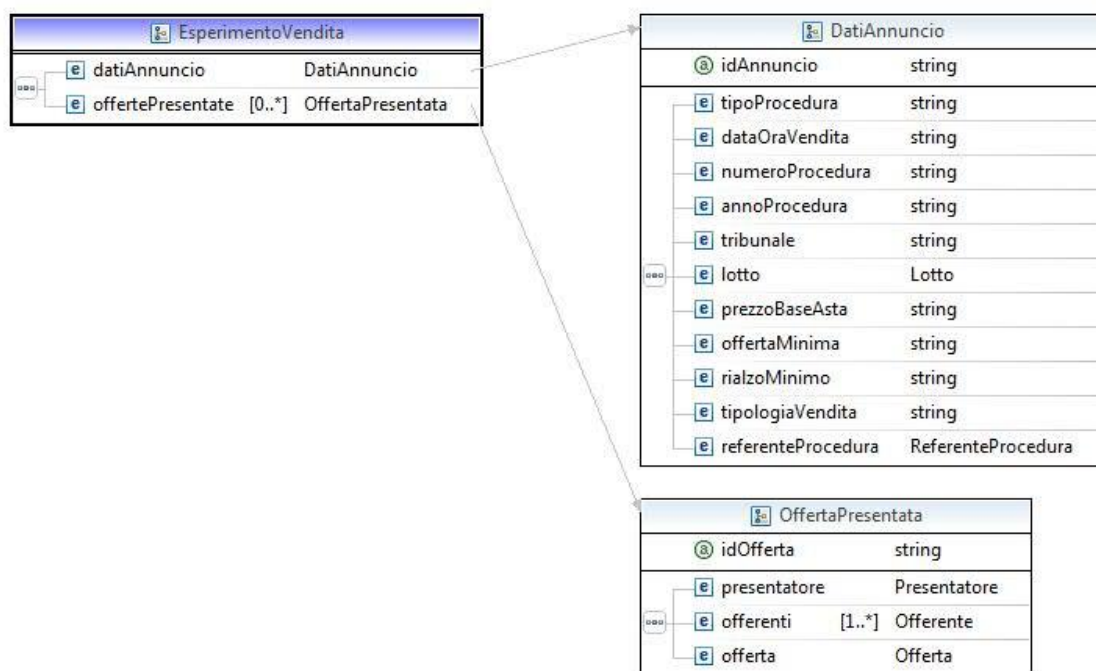 EsperimentoVendita
e datiAnnuncio DatiAnnuncio
e offertePresentate [0..*] OffertaPresentata
DatiAnnuncio
a idAnnuncio string
e tipoProcedura string
e dataOraVendita string
e numeroProcedura string
e annoProcedura string
e tribunale string
e lotto Lotto
e prezzoBaseAsta string
e offertaMinima string
e rialzoMinimo string
e tipologiaVendita string
e referenteProcedura ReferenteProcedura
OffertaPresentata
a idOfferta string
e presentatore Presentatore
e offerenti [1..*] Offerente
e offerta Offerta